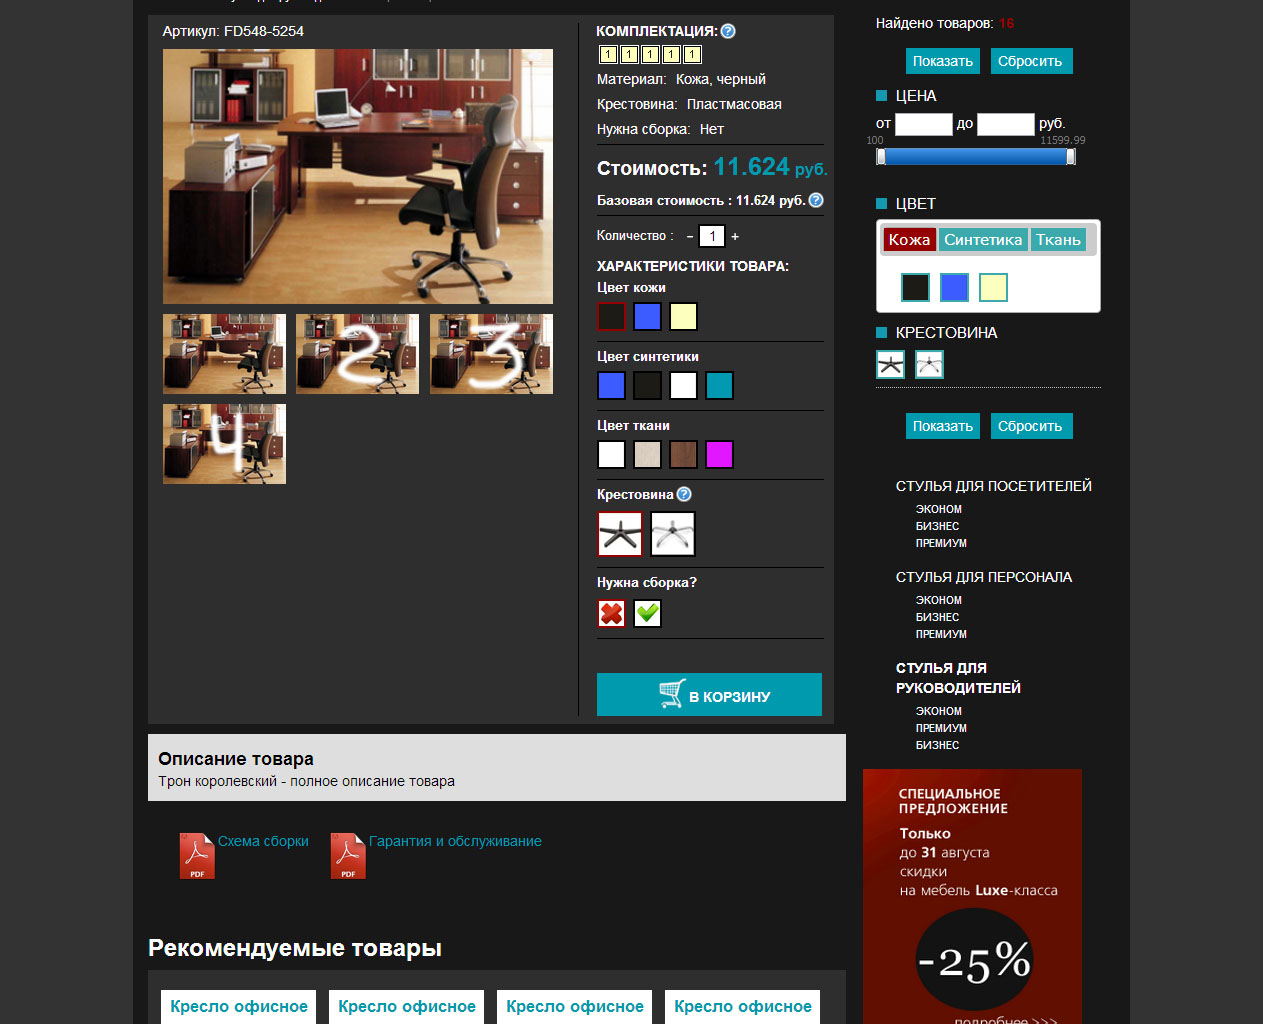 Артикул: FD548-5254
2
3
4
КОМПЛЕКТАЦИЯ:
1 1 1 1 1
Материал: Кожа, черный
Крестовина: Пластмасовая
Нужна сборка: Нет
Стоимость: 11.624 руб.
Базовая стоимость : 11.624 руб.
Количество : - 1 +
ХАРАКТЕРИСТИКИ ТОВАРА:
Цвет кожи
Цвет синтетики
Цвет ткани
Крестовина
Нужна сборка?
В КОРЗИНУ
Описание товара
Трон королевский - полное описание товара
PDF Схема сборки
PDF Гарантия и обслуживание
Рекомендуемые товары
Кресло офисное
Кресло офисное
Кресло офисное
Кресло офисное
Найдено товаров: 16
Показать Сбросить
ЦЕНА
от до руб.
100 11599.99
ЦВЕТ
Кожа Синтетика Ткань
КРЕСТОВИНА
Показать Сбросить
СТУЛЬЯ ДЛЯ ПОСЕТИТЕЛЕЙ
ЭКОНОМ
БИЗНЕС
ПРЕМИУМ
СТУЛЬЯ ДЛЯ ПЕРСОНАЛА
ЭКОНОМ
БИЗНЕС
ПРЕМИУМ
СТУЛЬЯ ДЛЯ
РУКОВОДИТЕЛЕЙ
ЭКОНОМ
ПРЕМИУМ
БИЗНЕС
СПЕЦИАЛЬНОЕ
ПРЕДЛОЖЕНИЕ
Только
до 31 августа
скидки
на мебель Luxe-класса
-25%
подробнее >>>